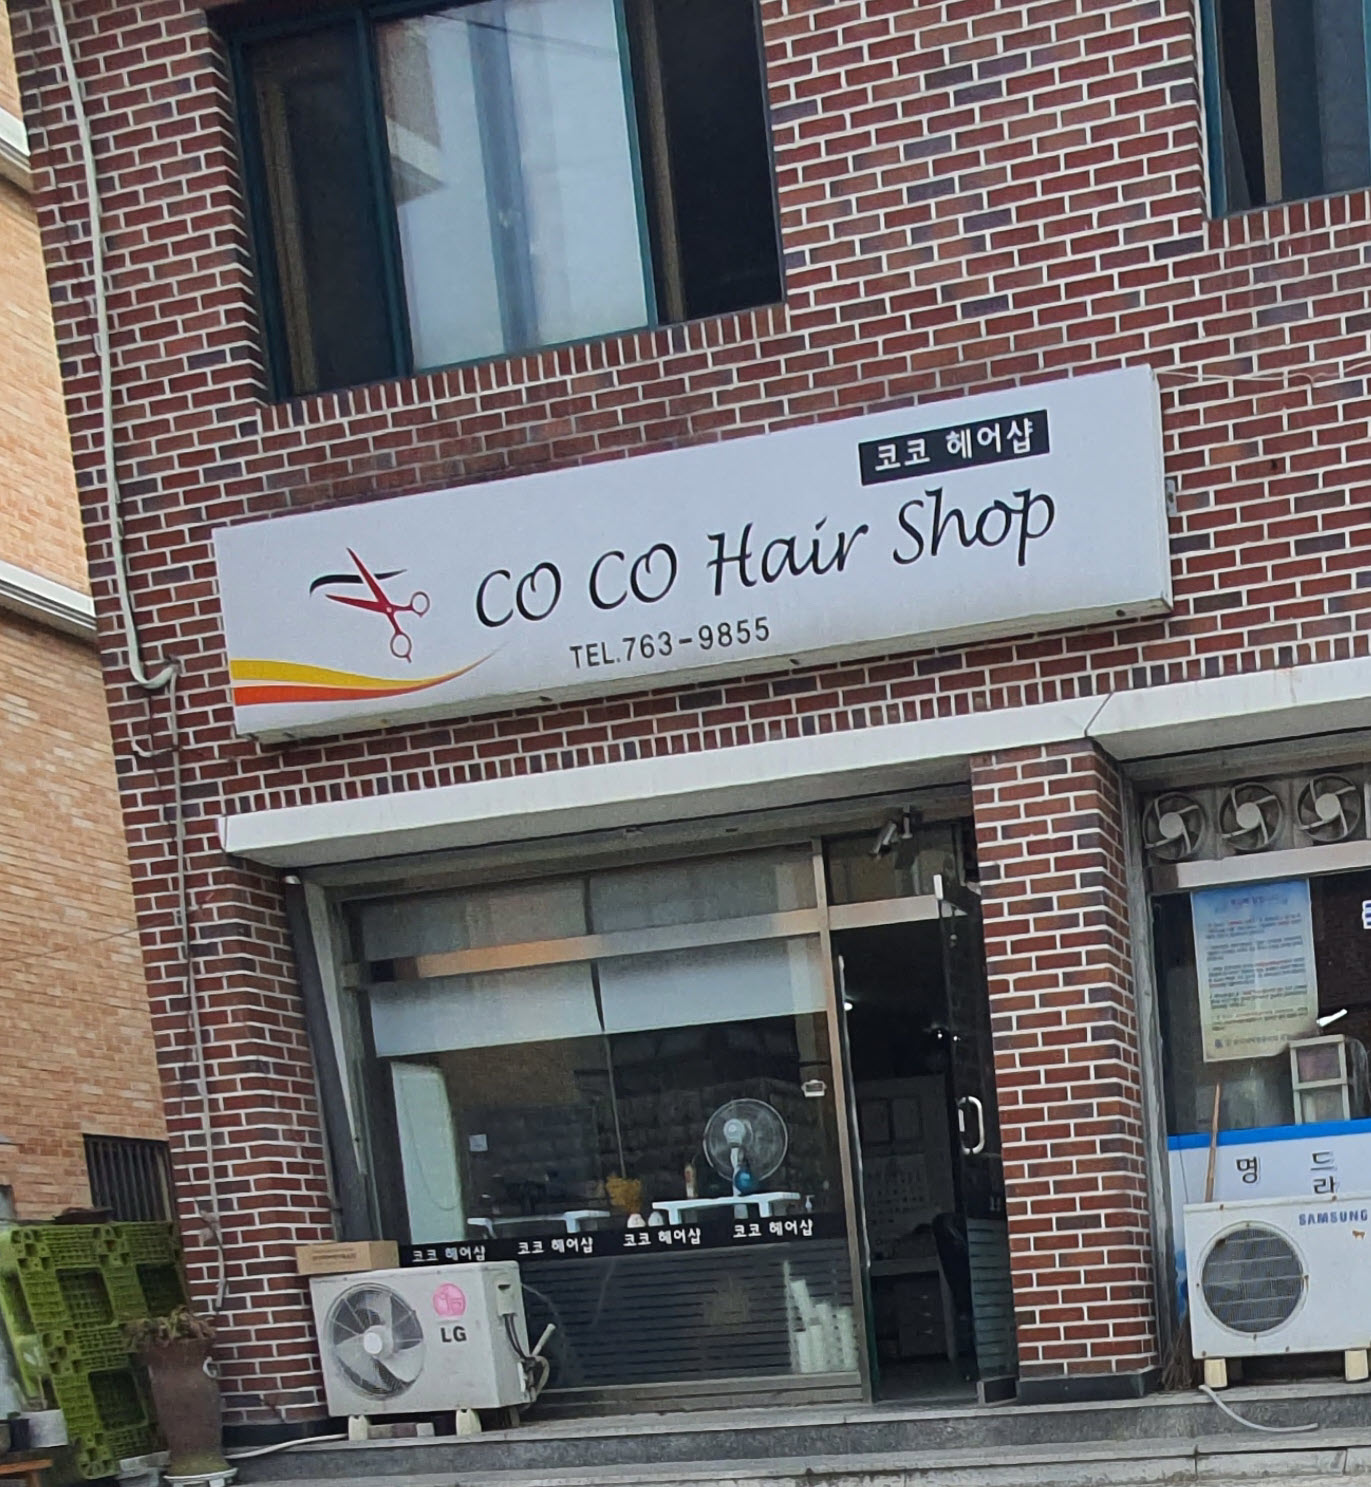 코코 헤어샵
CO CO Hair Shop
TEL.763-9855
코코 헤어샵 코코 헤어샵 코코 헤어샵 코코 헤어샵
LG
명 드
라
SAMSUNG